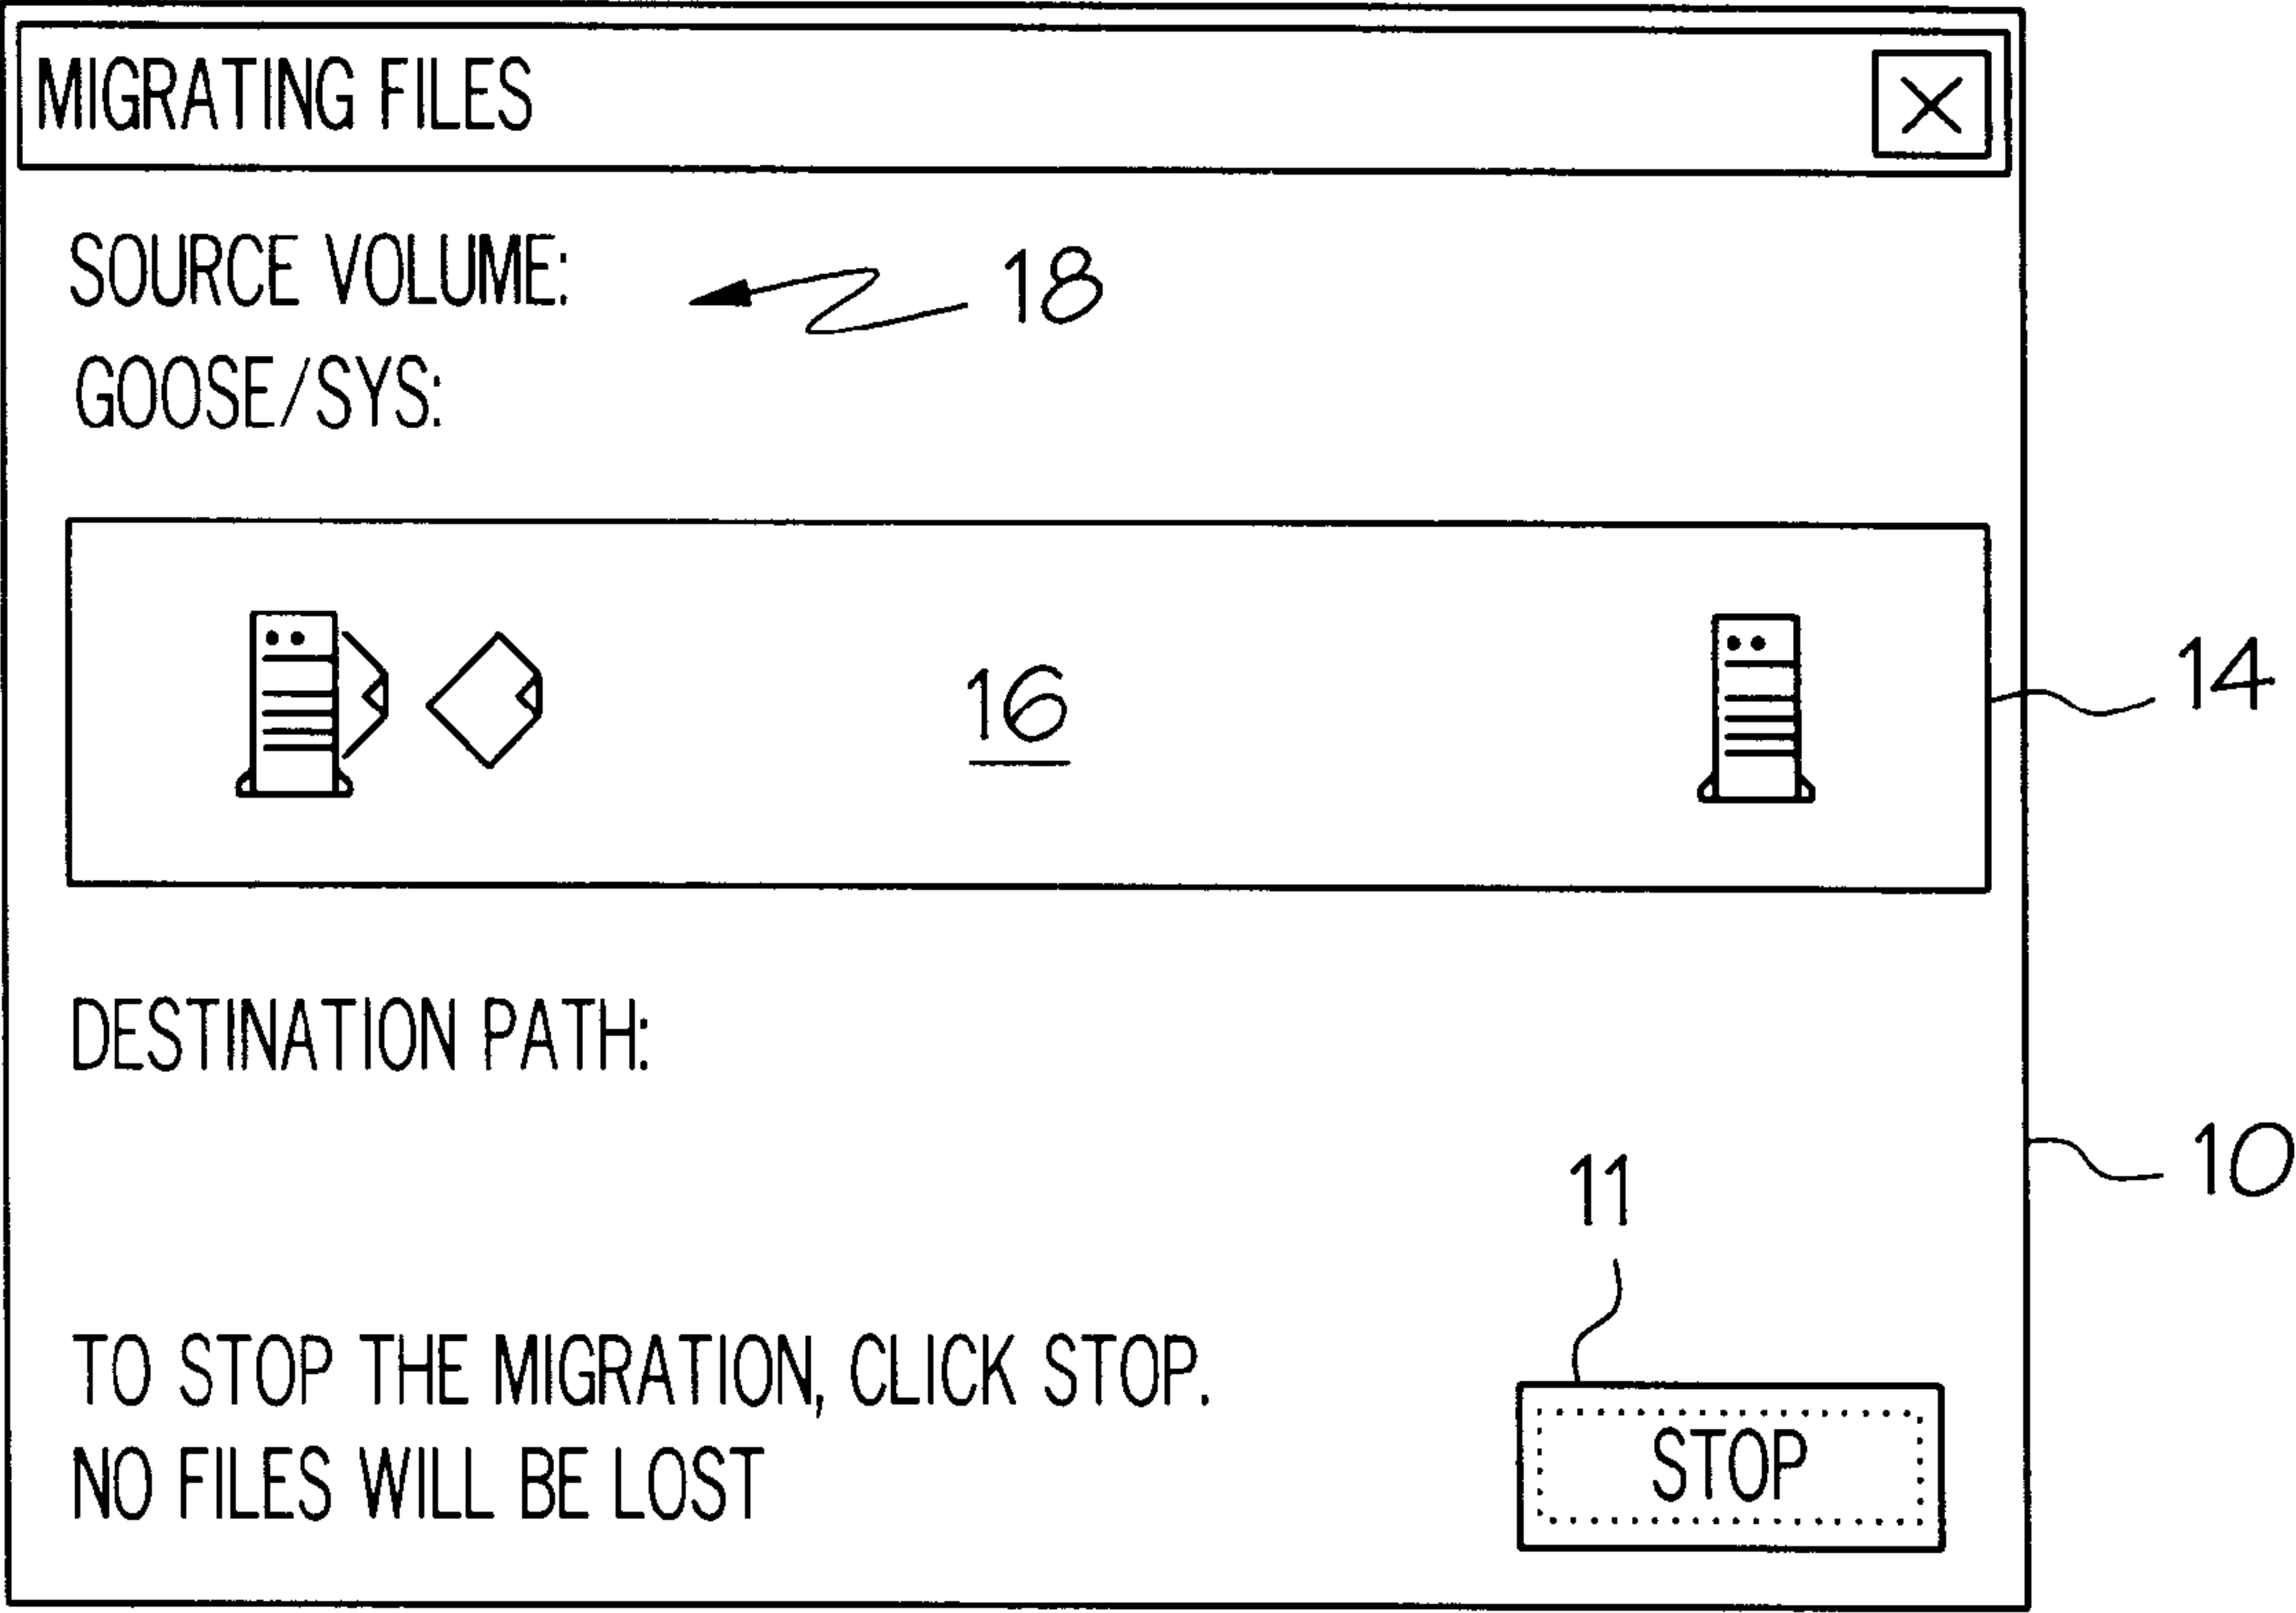 MIGRATING FILES
X
SOURCE VOLUME:
18
GOOSE/SYS:
16
14
DESTINATION PATH:
10
11
TO STOP THE MIGRATION, CLICK STOP.
NO FILES WILL BE LOST
STOP